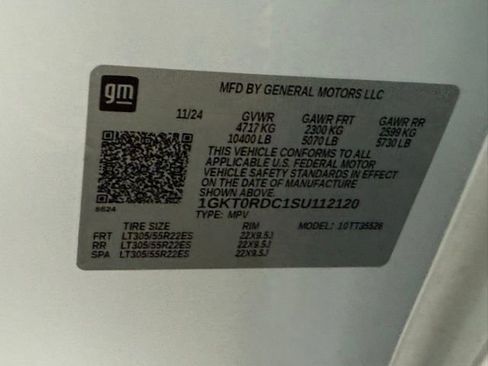 gm
MFD BY GENERAL MOTORS LLC
11/24 GVWR GAWR FRT GAWR RR
4717 KG 2300 KG 2599 KG
10400 LB 5070 LB 5730 LB
THIS VEHICLE CONFORMS TO ALL
APPLICABLE U.S. FEDERAL MOTOR
VEHICLE SAFETY STANDARDS IN EFFECT
ON THE DATE OF MANUFACTURE
1GKT0RDC1SU112120
TYPE: MPV MODEL: 10TT35526
TIRE SIZE RIM
FRT LT305/55R22ES 22X9.5J
RR LT305/55R22ES 22X9.5J
SPA LT305/55R22ES 22X9.5J